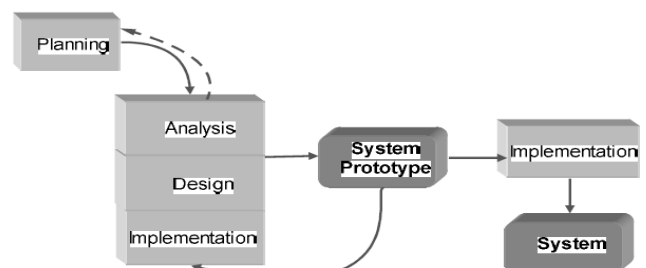 Planning
Analysis
Design
Implementation
System
Prototype
Implementation
System